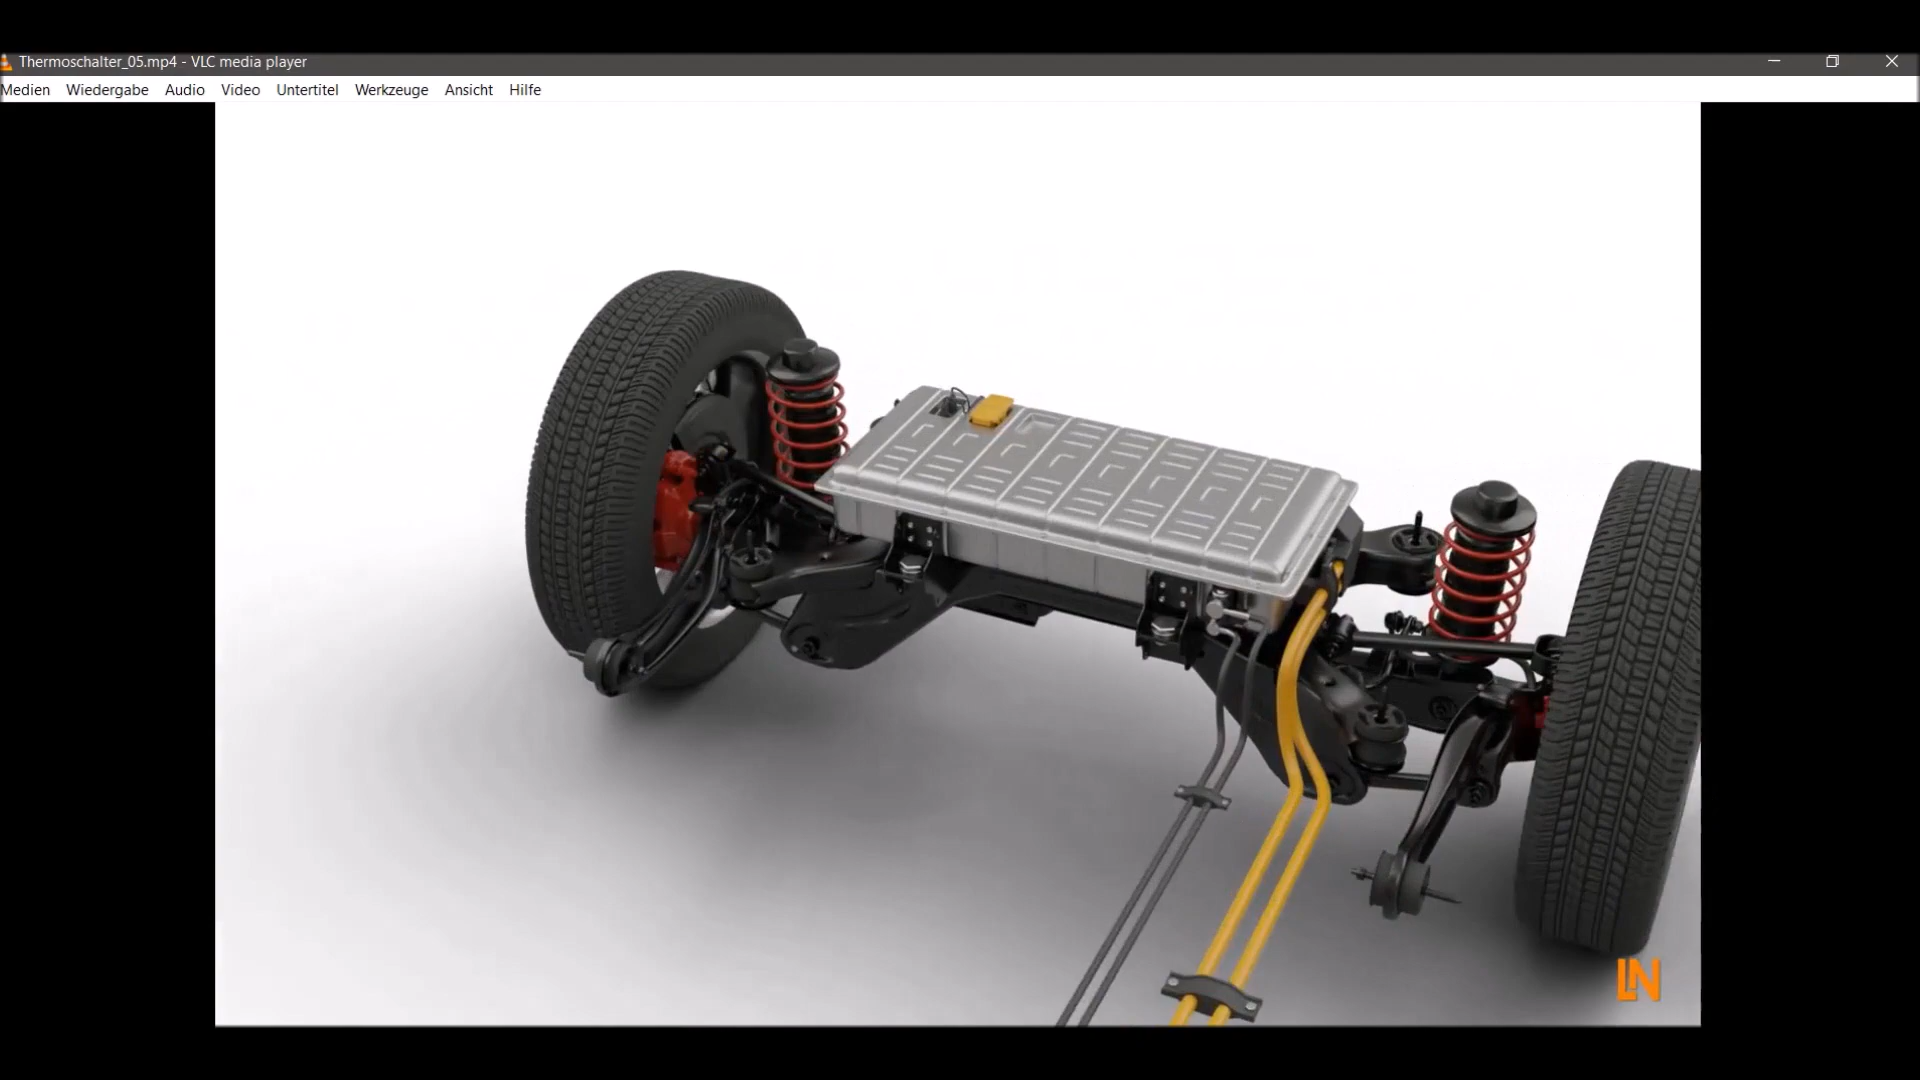 Thermoschalter_05.mp4 - VLC media player
Medien Wiedergabe Audio Video Untertitel Werkzeuge Ansicht Hilfe
LN